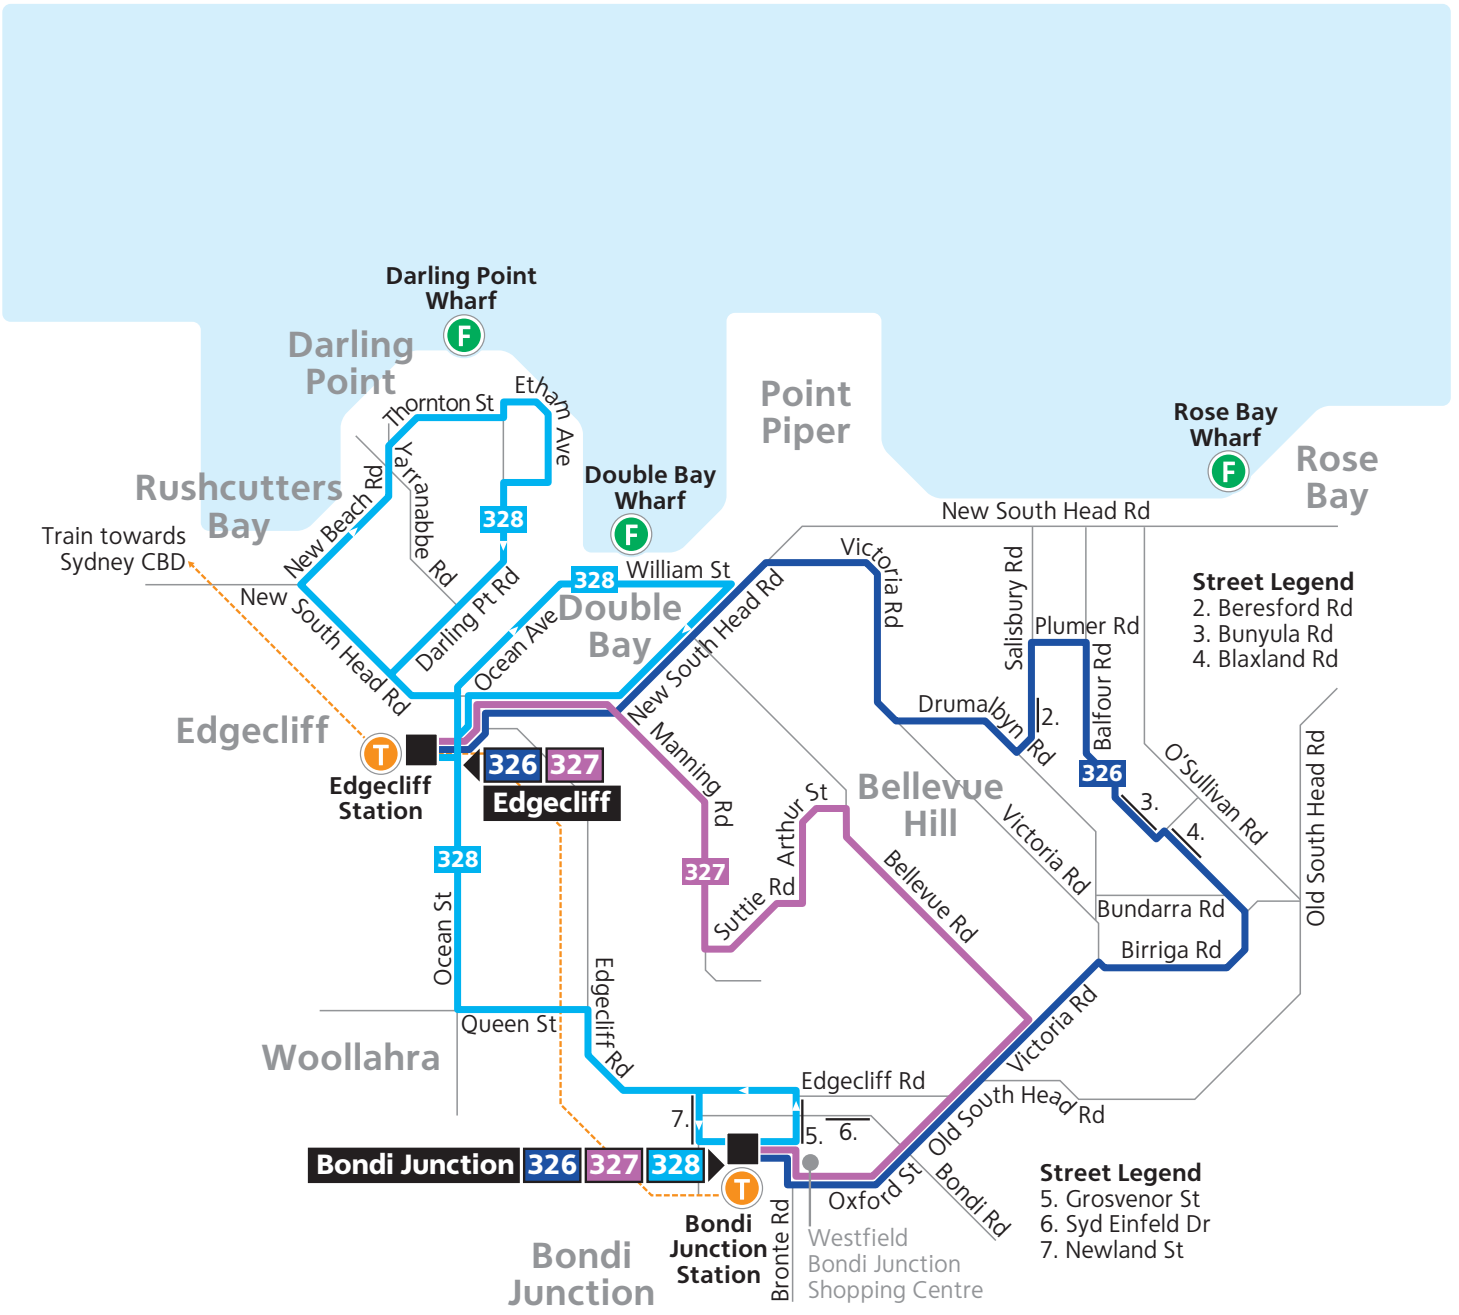 Darling Point
Wharf
F
Darling
Point
Etham Ave
Thornton St
Point
Piper
Rose Bay
Wharf
F
Rose
Bay
Double Bay
Wharf
F
Rushcutters
Bay
New Beach Rd
Yarranabbe Rd
328
New South Head Rd
Train towards
Sydney CBD
Victoria Rd
Salisbury Rd
328
William St
Double
Bay
Street Legend
2. Beresford Rd
3. Bunyula Rd
4. Blaxland Rd
New
South Head Rd
Darling Pt Rd
Ocean Ave
New South Head Rd
Plumer Rd
Balfour Rd
Drumalbyn Rd
2.
Edgecliff
T
Edgecliff
Station
326
327
Edgecliff
Manning Rd
Bellevue
Hill
326
3.
4.
O'Sullivan Rd
Old South Head Rd
Arthur St
Victoria Rd
328
327
Suttie Rd
Bellevue Rd
Bundarra Rd
Birriga Rd
Ocean St
Edgecliff Rd
Queen St
Woollahra
Victoria Rd
Edgecliff Rd
Old South Head Rd
7.
5.
6.
Bondi Junction
326
327
328
T
Oxford St
Bondi Rd
Street Legend
5. Grosvenor St
6. Syd Einfeld Dr
7. Newland St
Bondi
Junction
Station
Bronte Rd
Westfield
Bondi Junction
Shopping Centre
Bondi
Junction